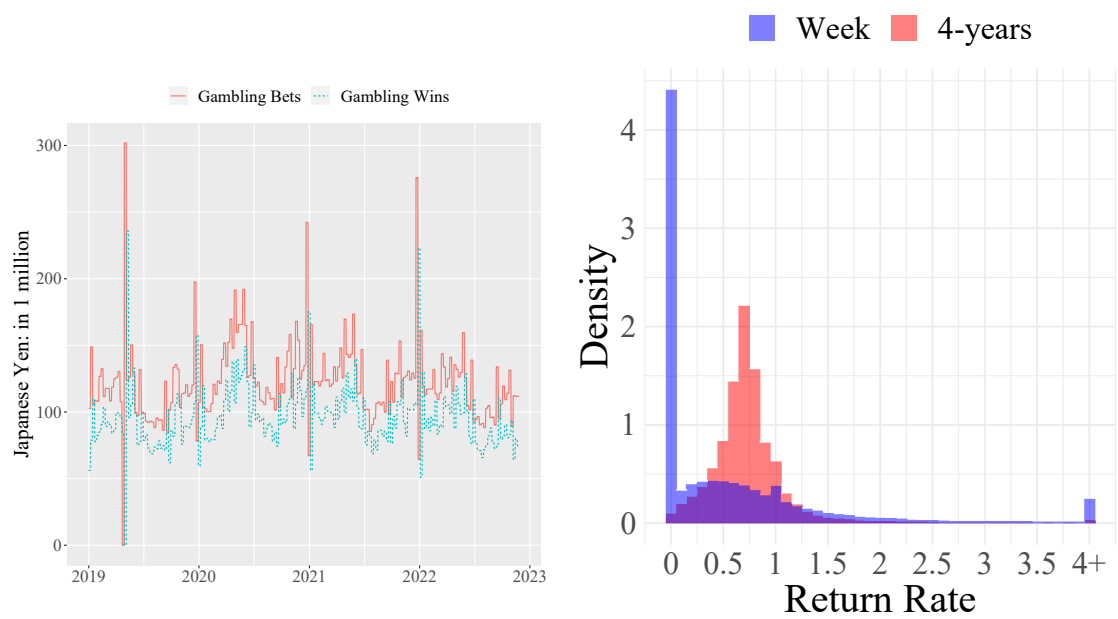 Gambling Bets Gambling Wins
Japanese Yen: in 1 million
300
200
100
0
2019 2020 2021 2022 2023
Week 4-years
Density
4
3
2
1
0
0 0.5 1 1.5 2 2.5 3 3.5 4+
Return Rate